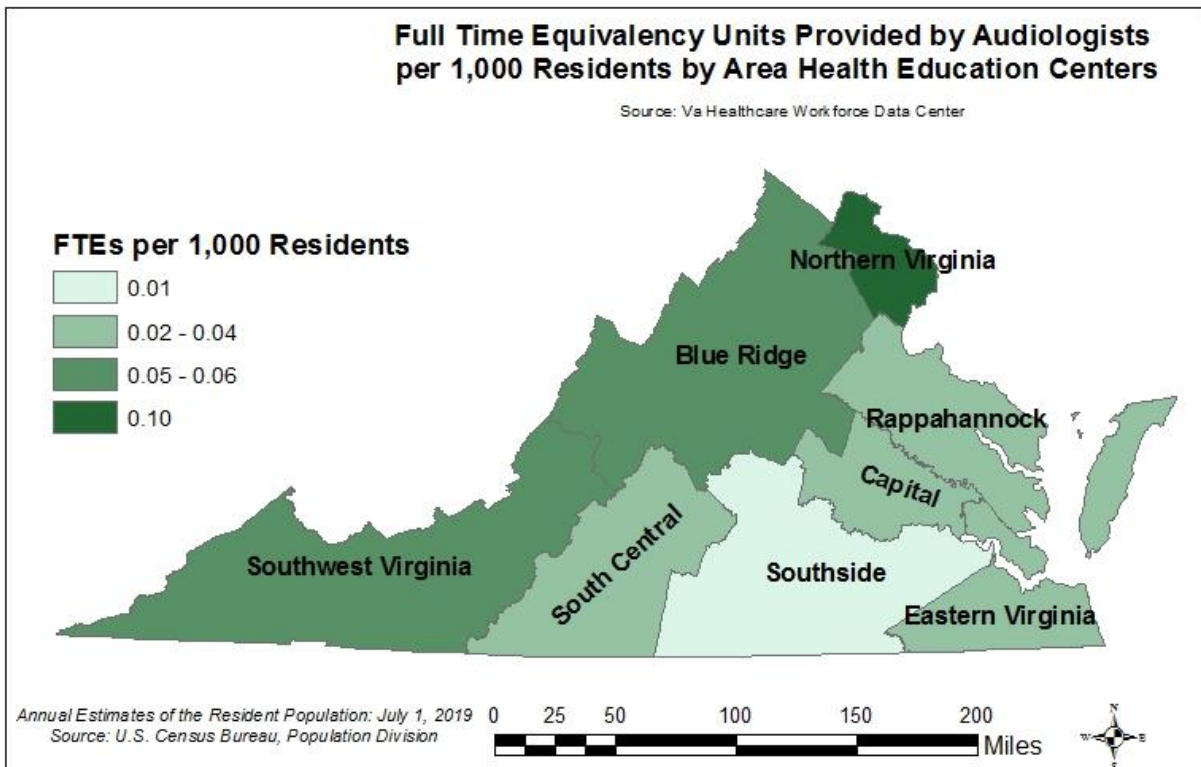 Full Time Equivalency Units Provided by Audiologists
per 1,000 Residents by Area Health Education Centers
Source: Va Healthcare Workforce Data Center
FTEs per 1,000 Residents
0.01
0.02 - 0.04
0.05 - 0.06
0.10
Northern Virginia
Blue Ridge
Rappahannock
Capital
Southwest Virginia
South Central
Southside
Eastern Virginia
Annual Estimates of the Resident Population: July 1, 2019
Source: U.S. Census Bureau, Population Division
0 25 50 100 150 200
Miles
N
W E
S